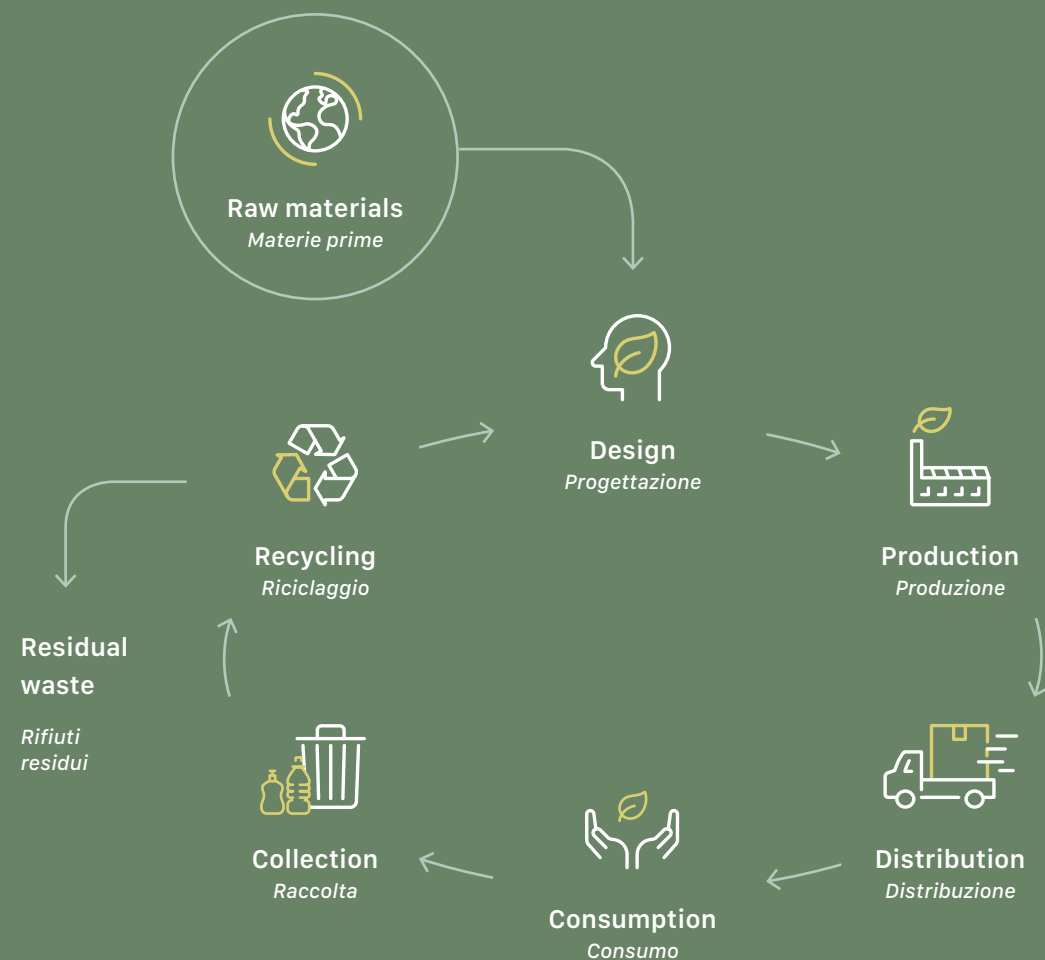 Raw materials
Materie prime
Design
Progettazione
Recycling
Riciclaggio
Production
Produzione
Residual
waste
Rifiuti
residui
Collection
Raccolta
Distribution
Distribuzione
Consumption
Consumo